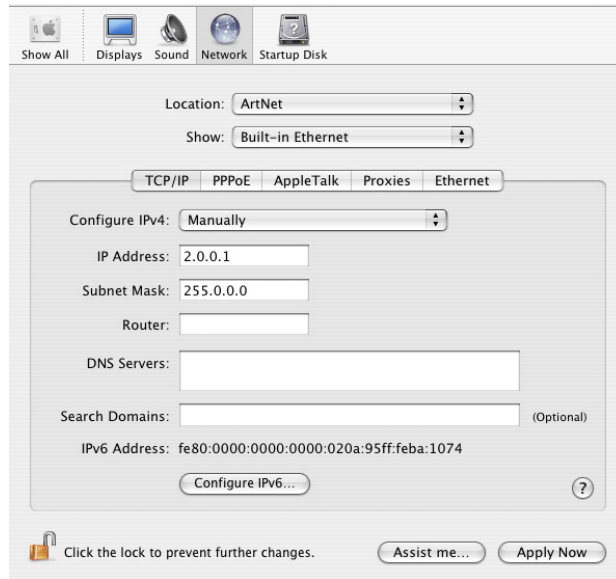 Show All Displays Sound Network Startup Disk
Location: ArtNet
Show: Built-in Ethernet
TCP/IP PPPoE AppleTalk Proxies Ethernet
Configure IPv4: Manually
IP Address: 2.0.0.1
Subnet Mask: 255.0.0.0
Router:
DNS Servers:
Search Domains: (Optional)
IPv6 Address: fe80:0000:0000:0000:020a:95ff:feba:1074
Configure IPv6... ?
Click the lock to prevent further changes. Assist me... Apply Now